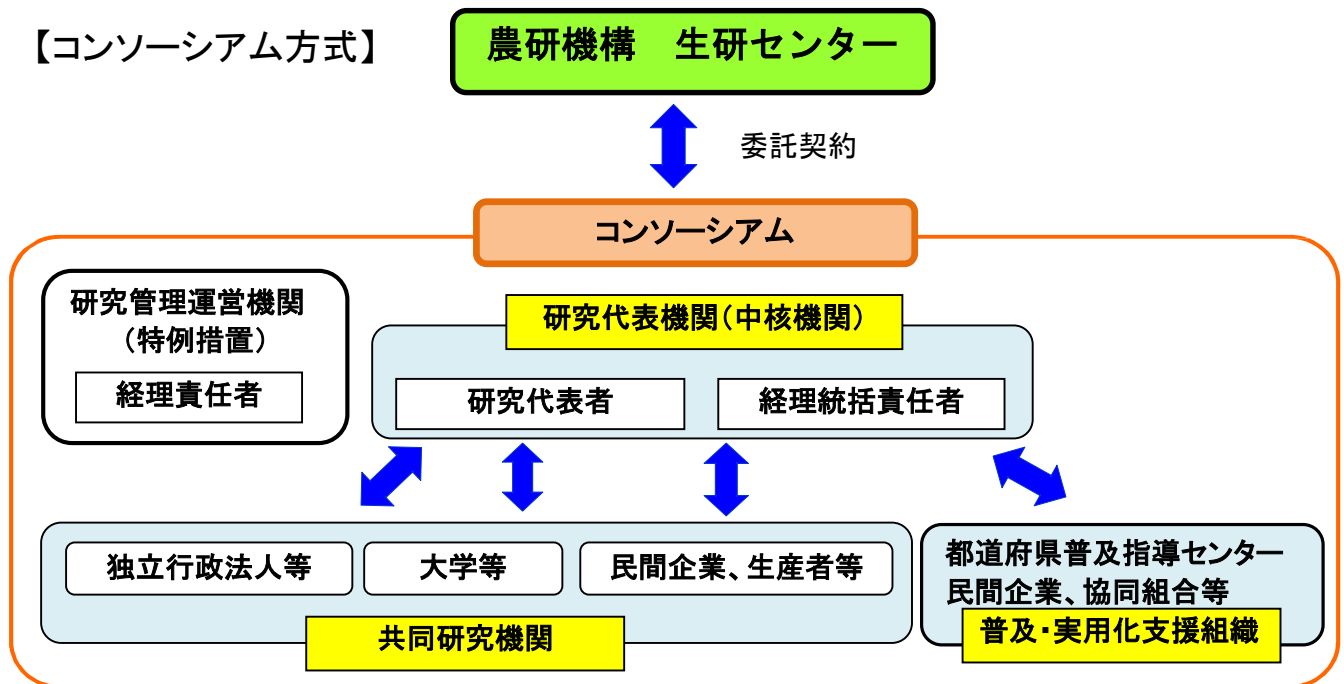 【コンソーシアム方式】
農研機構　生研センター
委託契約
コンソーシアム
研究管理運営機関
（特例措置）
経理責任者
研究代表機関（中核機関）
研究代表者
経理統括責任者
独立行政法人等
大学等
民間企業、生産者等
共同研究機関
都道府県普及指導センター
民間企業、協同組合等
普及・実用化支援組織